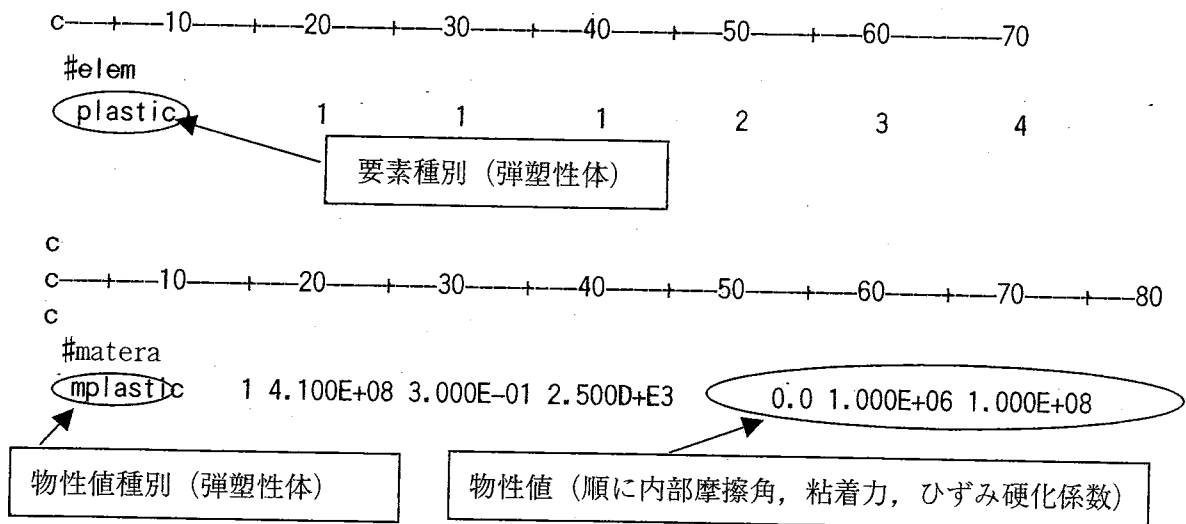 c----+----10----+----20----+----30----+----40----+----50----+----60---------70
#elem
plastic 1 1 1 2 3 4
要素種別（弾塑性体）
c
c----+----10----+----20----+----30----+----40----+----50----+----60----+----70----+----80
c
#matera
mplastic 1 4.100E+08 3.000E-01 2.500D+E3 0.0 1.000E+06 1.000E+08
物性値種別（弾塑性体）
物性値（順に内部摩擦角，粘着力，ひずみ硬化係数）